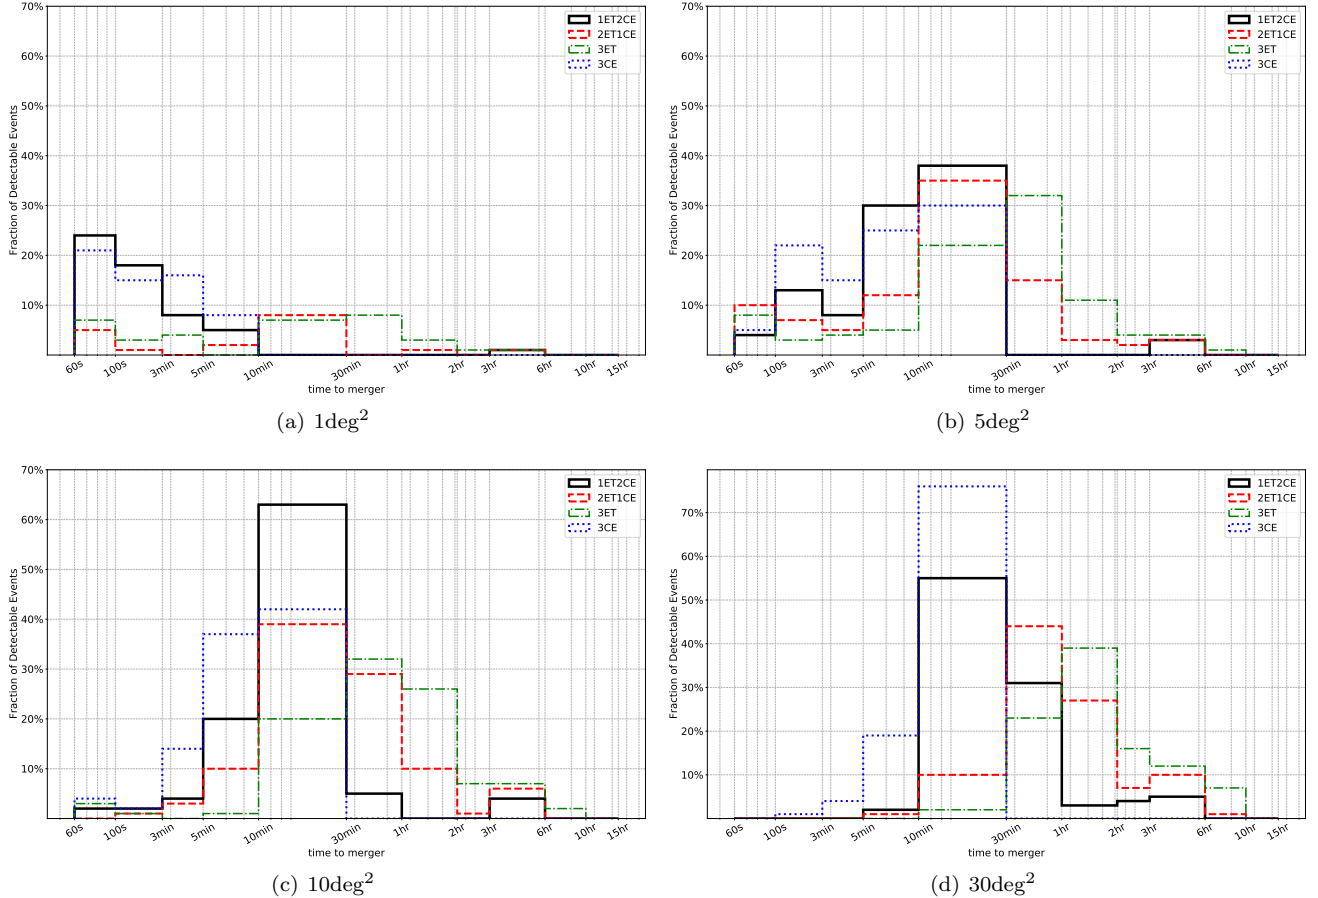 70%
60%
50%
40%
30%
20%
10%
Fraction of Detectable Events
1ET2CE
2ET1CE
3ET
3CE
60s 100s 3min 5min 10min 30min 1hr 2hr 3hr 6hr 10hr 15hr
time to merger
(a) 1deg²
70%
60%
50%
40%
30%
20%
10%
Fraction of Detectable Events
1ET2CE
2ET1CE
3ET
3CE
60s 100s 3min 5min 10min 30min 1hr 2hr 3hr 6hr 10hr 15hr
time to merger
(b) 5deg²
70%
60%
50%
40%
30%
20%
10%
Fraction of Detectable Events
1ET2CE
2ET1CE
3ET
3CE
60s 100s 3min 5min 10min 30min 1hr 2hr 3hr 6hr 10hr 15hr
time to merger
(c) 10deg²
70%
60%
50%
40%
30%
20%
10%
Fraction of Detectable Events
1ET2CE
2ET1CE
3ET
3CE
60s 100s 3min 5min 10min 30min 1hr 2hr 3hr 6hr 10hr 15hr
time to merger
(d) 30deg²